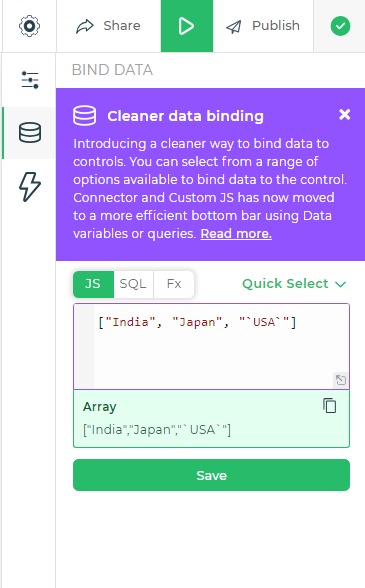 Share
Publish
BIND DATA
Cleaner data binding
Introducing a cleaner way to bind data to
controls. You can select from a range of
options available to bind data to the control.
Connector and Custom JS has now moved
to a more efficient bottom bar using Data
variables or queries. Read more.
JS SQL Fx Quick Select
["India", "Japan", "`USA`"]
Array
["India","Japan","`USA`"]
Save